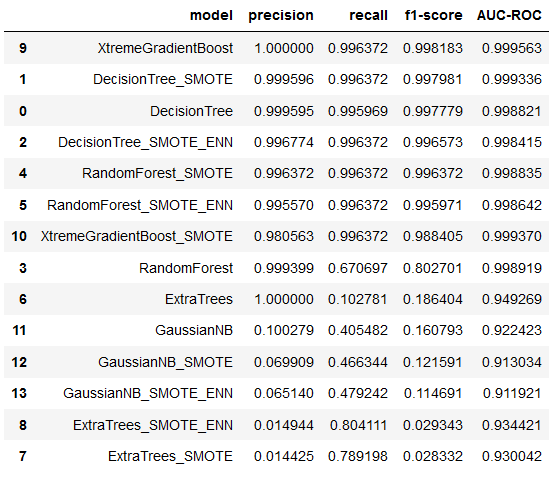 model precision recall f1-score AUC-ROC
9 XtremeGradientBoost 1.000000 0.996372 0.998183 0.999563
1 DecisionTree_SMOTE 0.999596 0.996372 0.997981 0.999336
0 DecisionTree 0.999595 0.995969 0.997779 0.998821
2 DecisionTree_SMOTE_ENN 0.996774 0.996372 0.996573 0.998415
4 RandomForest_SMOTE 0.996372 0.996372 0.996372 0.998835
5 RandomForest_SMOTE_ENN 0.995570 0.996372 0.995971 0.998642
10 XtremeGradientBoost_SMOTE 0.980563 0.996372 0.988405 0.999370
3 RandomForest 0.999399 0.670697 0.802701 0.998919
6 ExtraTrees 1.000000 0.102781 0.186404 0.949269
11 GaussianNB 0.100279 0.405482 0.160793 0.922423
12 GaussianNB_SMOTE 0.069909 0.466344 0.121591 0.913034
13 GaussianNB_SMOTE_ENN 0.065140 0.479242 0.114691 0.911921
8 ExtraTrees_SMOTE_ENN 0.014944 0.804111 0.029343 0.934421
7 ExtraTrees_SMOTE 0.014425 0.789198 0.028332 0.930042